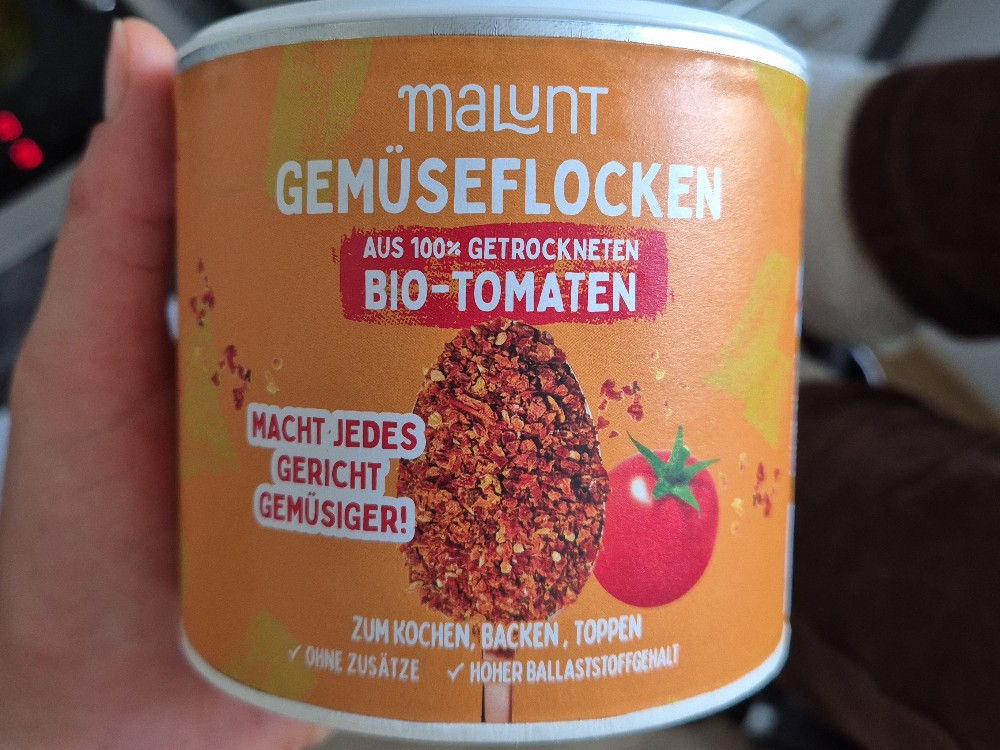 malunt
GEMÜSEFLOCKEN
AUS 100% GETROCKNETEN
BIO-TOMATEN
MACHT JEDES
GERICHT
GEMÜSIGER!
ZUM KOCHEN, BACKEN, TOPPEN
✓ OHNE ZUSÄTZE ✓ HOHER BALLASTSTOFFGEHALT